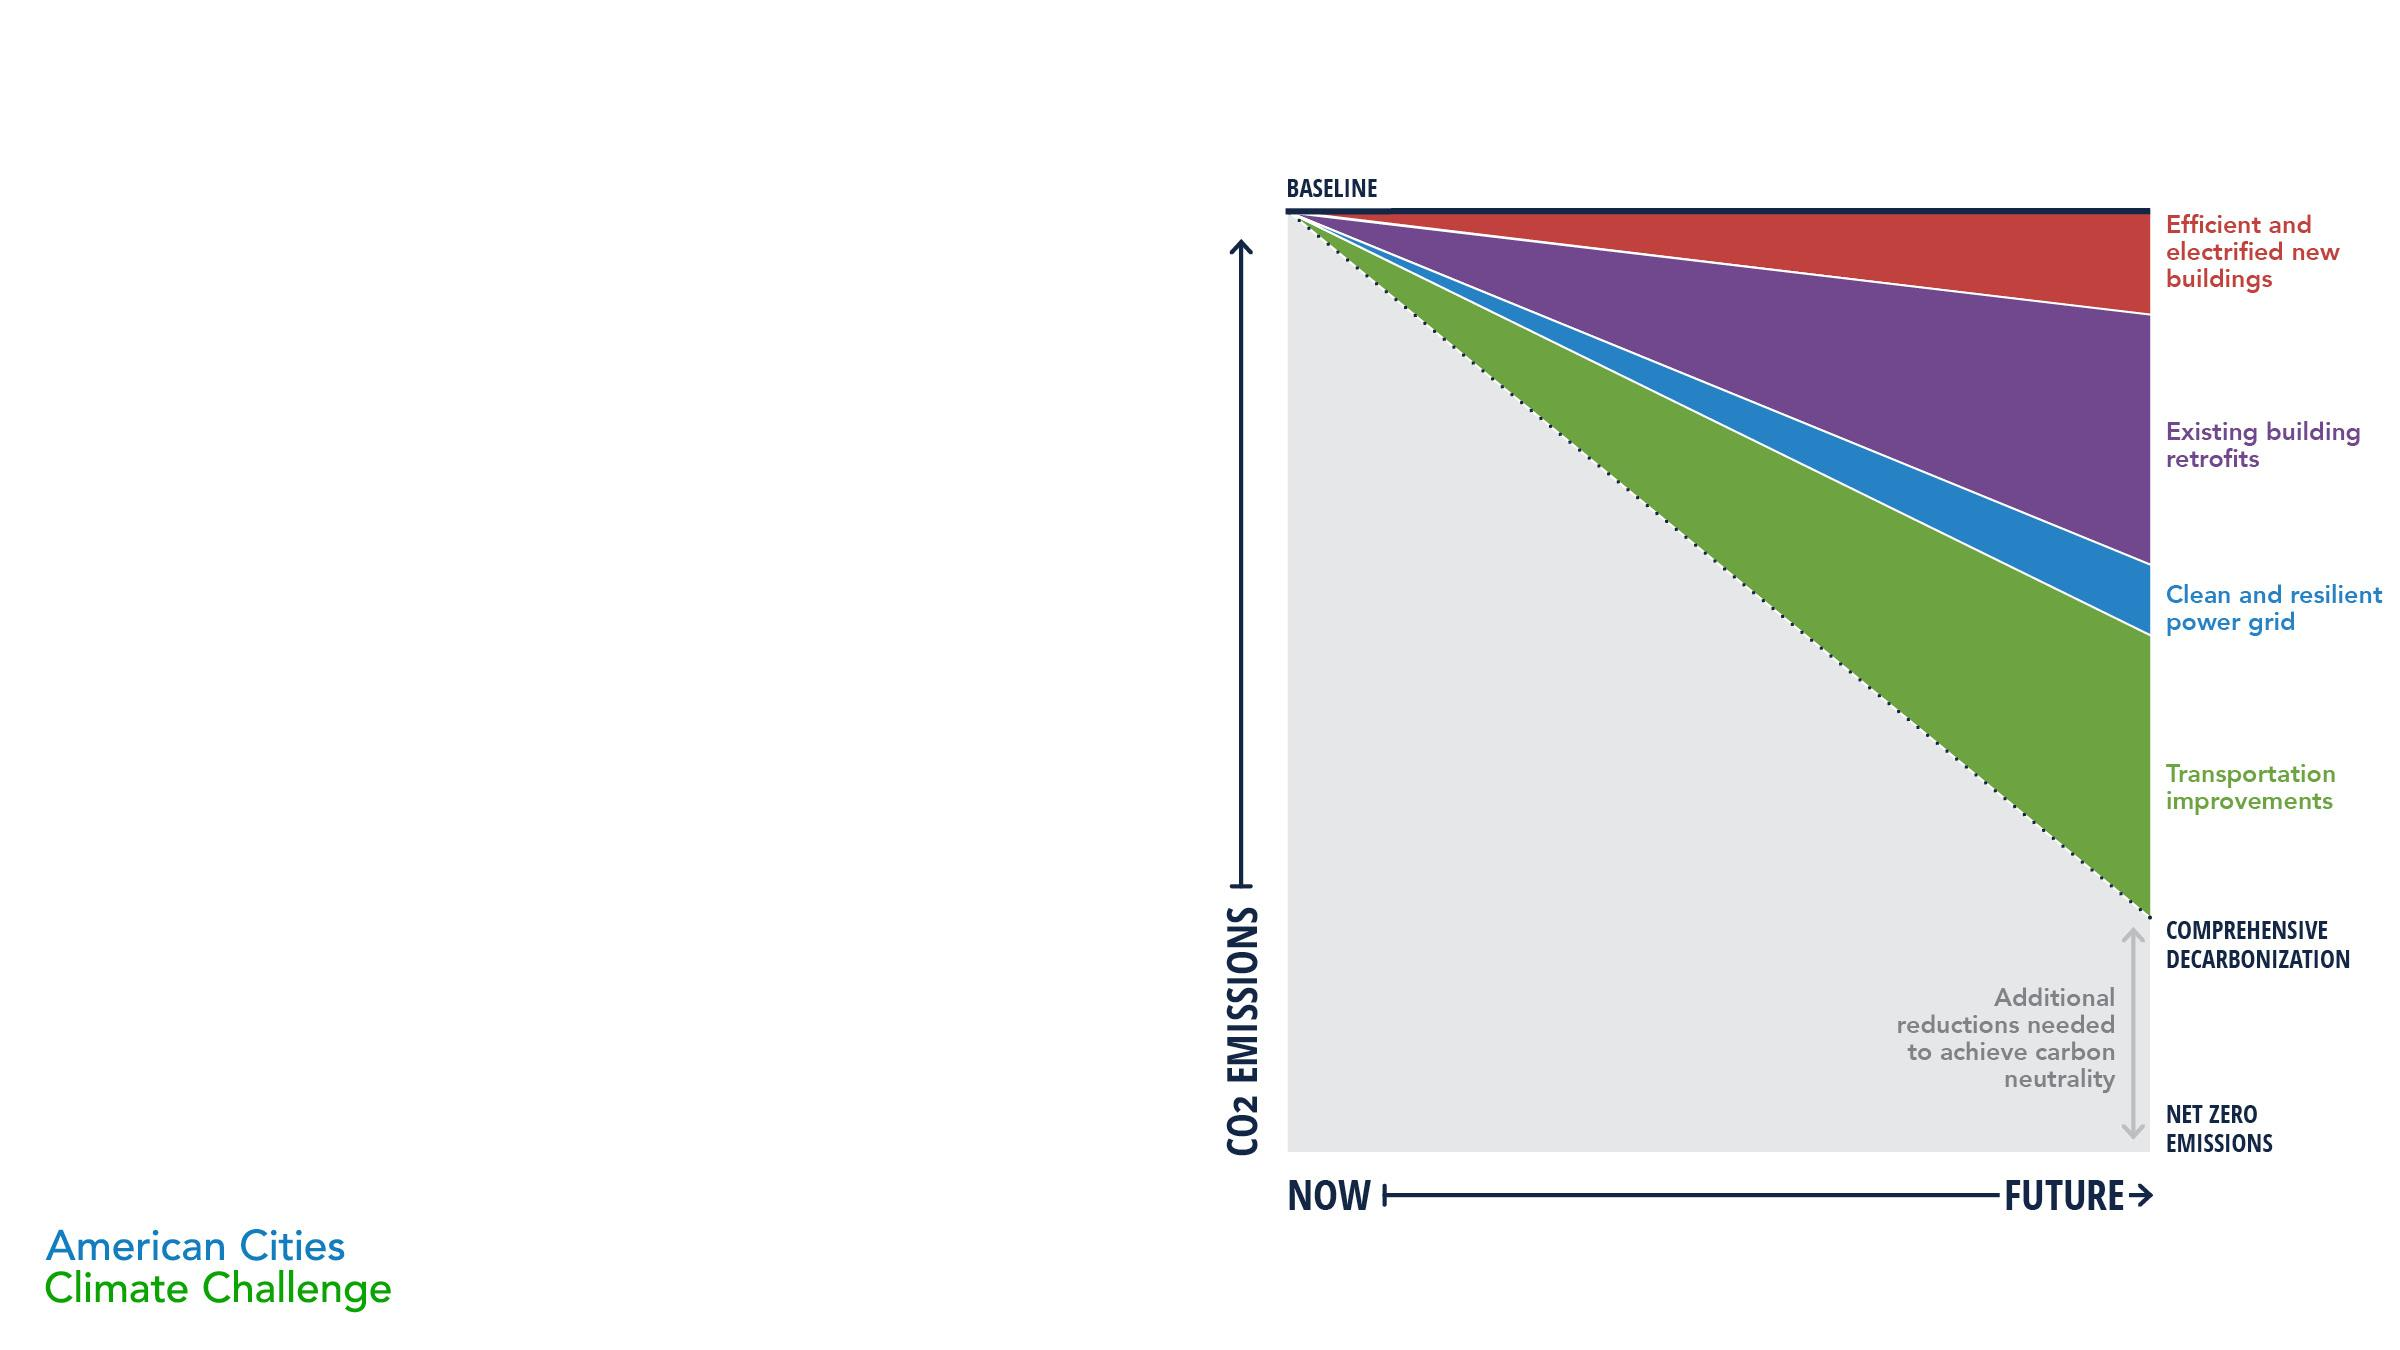 BASELINE
Efficient and
electrified new
buildings
Existing building
retrofits
Clean and resilient
power grid
Transportation
improvements
COMPREHENSIVE
DECARBONIZATION
Additional
reductions needed
to achieve carbon
neutrality
NET ZERO
EMISSIONS
CO2 EMISSIONS
NOW
FUTURE
American Cities
Climate Challenge